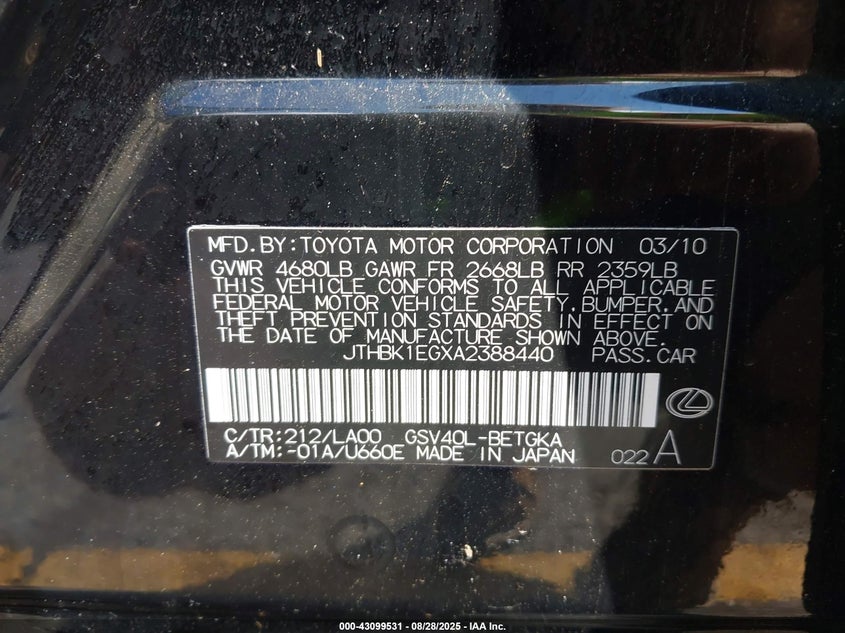 MFD.BY:TOYOTA MOTOR CORPORATION 03/10
GVWR 4680LB GAWR FR 2668LB RR 2359LB
THIS VEHICLE CONFORMS TO ALL APPLICABLE
FEDERAL MOTOR VEHICLE SAFETY, BUMPER, AND
THEFT PREVENTION STANDARDS IN EFFECT ON
THE DATE OF MANUFACTURE SHOWN ABOVE.
JTHBK1EGXA2388440 PASS.CAR
C/TR:212/LA00 GSV40L-BETGKA
A/TM:-01A/U660E MADE IN JAPAN 022 A
000-43099531 - 08/28/2025 - IAA Inc.